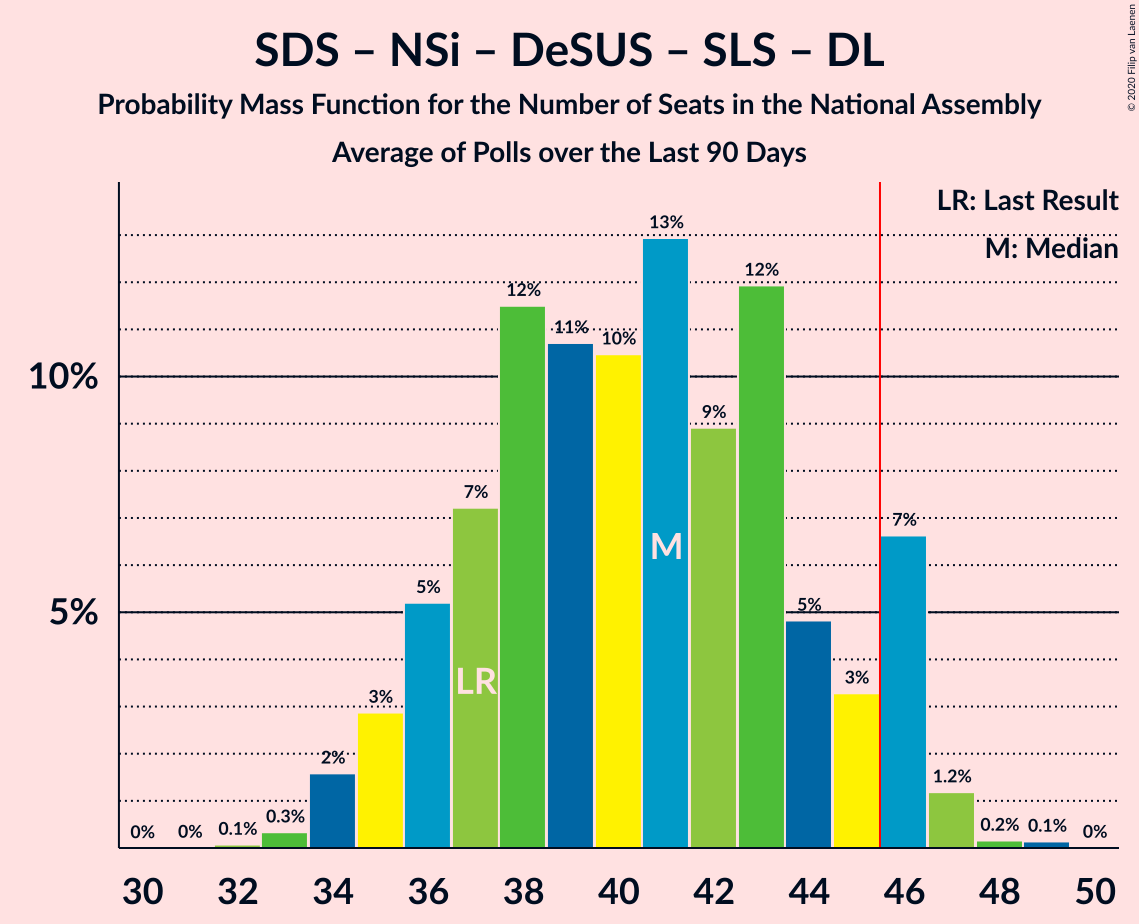 SDS – NSi – DeSUS – SLS – DL
Probability Mass Function for the Number of Seats in the National Assembly
Average of Polls over the Last 90 Days
© 2020 Filip van Laenen
LR: Last Result
M: Median
10%
5%
0%
0%
0.1%
0.3%
2%
3%
5%
7%
12%
11%
10%
13%
9%
12%
5%
3%
7%
1.2%
0.2%
0.1%
0%
LR
M
30 32 34 36 38 40 42 44 46 48 50